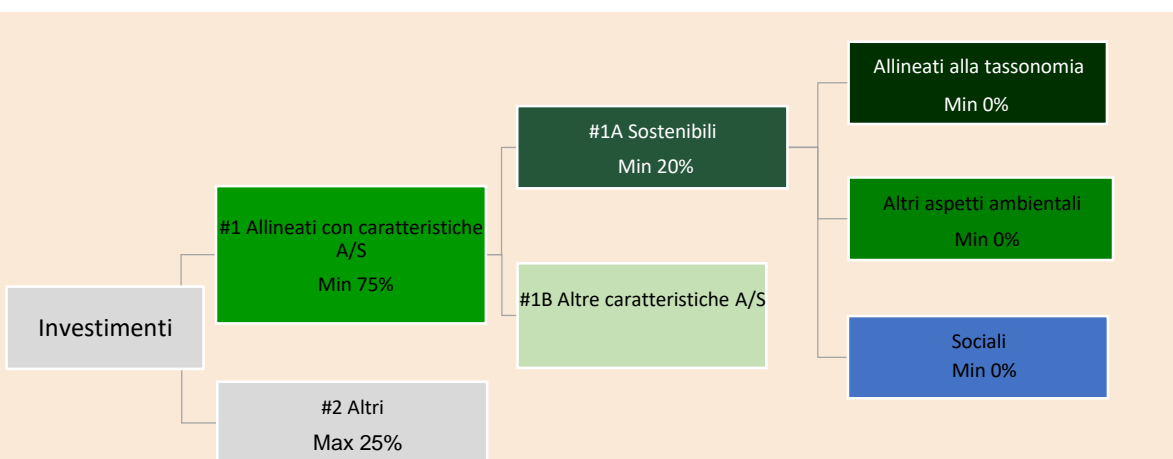 Investimenti
#1 Allineati con caratteristiche
A/S
Min 75%
#2 Altri
Max 25%
#1A Sostenibili
Min 20%
#1B Altre caratteristiche A/S
Allineati alla tassonomia
Min 0%
Altri aspetti ambientali
Min 0%
Sociali
Min 0%